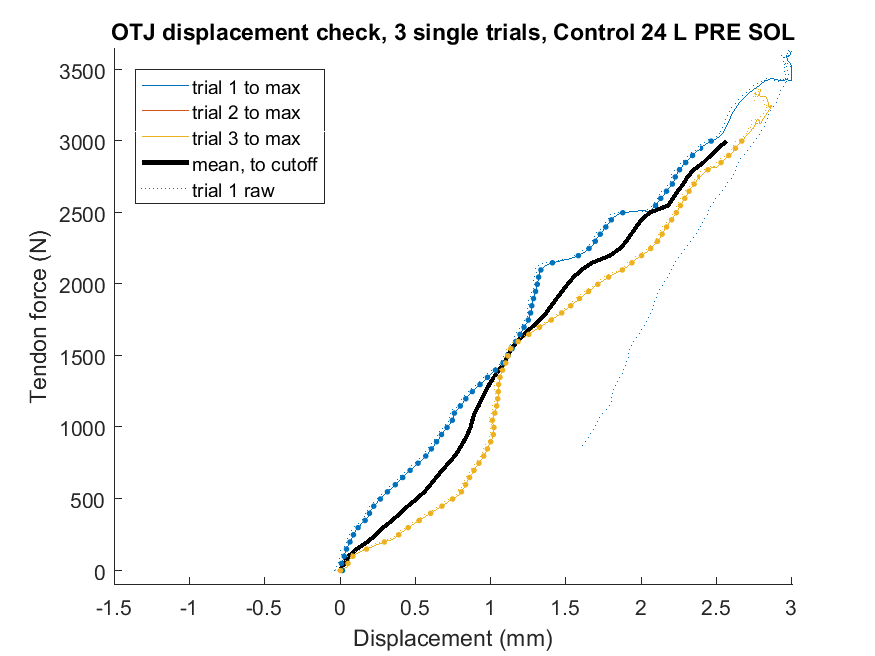 OTJ displacement check, 3 single trials, Control 24 L PRE SOL
3500
3000
2500
2000
1500
1000
500
0
Tendon force (N)
trial 1 to max
trial 2 to max
trial 3 to max
mean, to cutoff
trial 1 raw
-1.5 -1 -0.5 0 0.5 1 1.5 2 2.5 3
Displacement (mm)